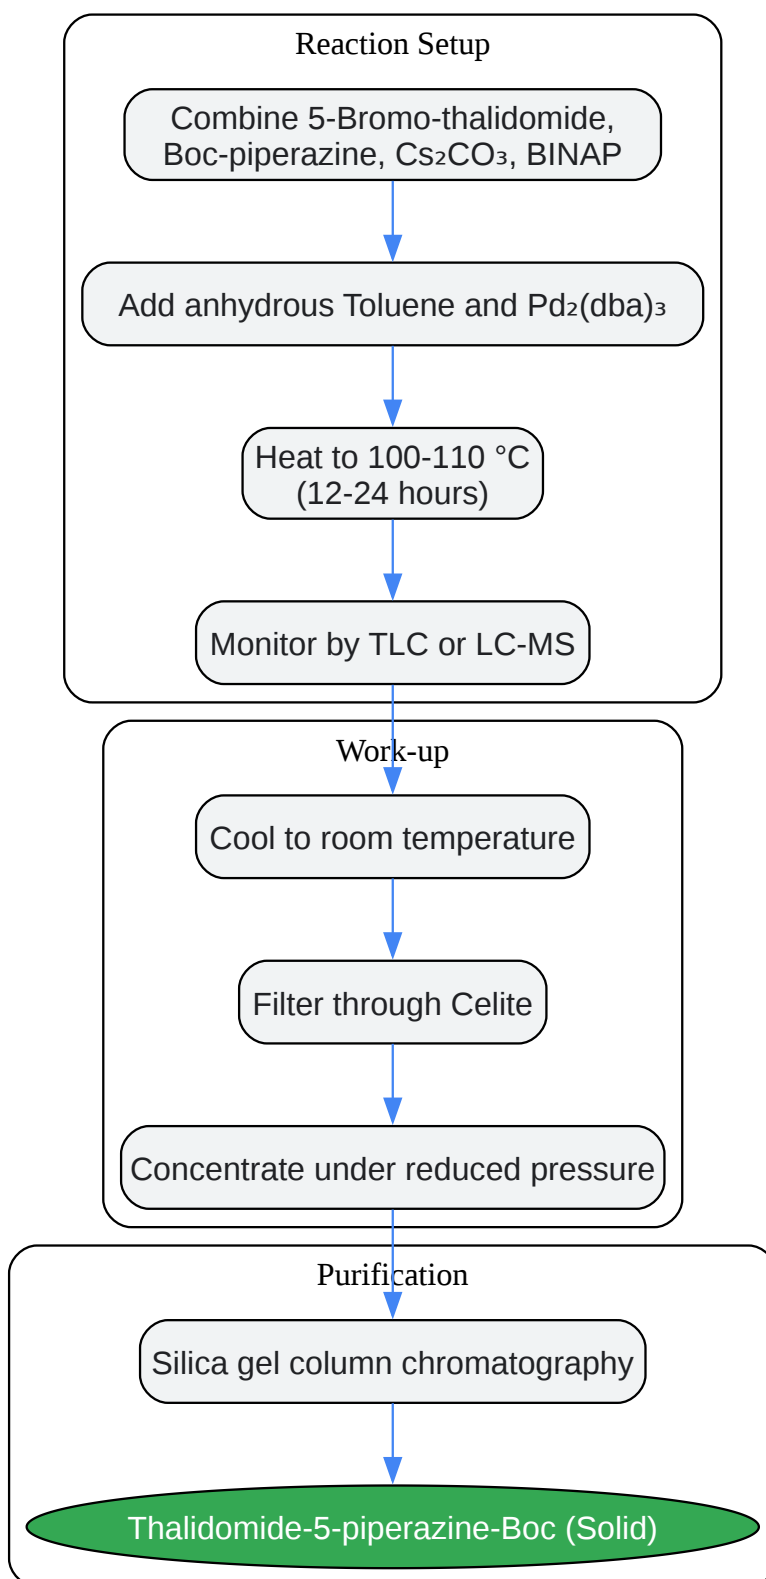 Reaction Setup
Combine 5-Bromo-thalidomide,
Boc-piperazine, Cs₂CO₃, BINAP
Add anhydrous Toluene and Pd₂(dba)₃
Heat to 100-110 °C
(12-24 hours)
Monitor by TLC or LC-MS
Work-up
Cool to room temperature
Filter through Celite
Concentrate under reduced pressure
Purification
Silica gel column chromatography
Thalidomide-5-piperazine-Boc (Solid)